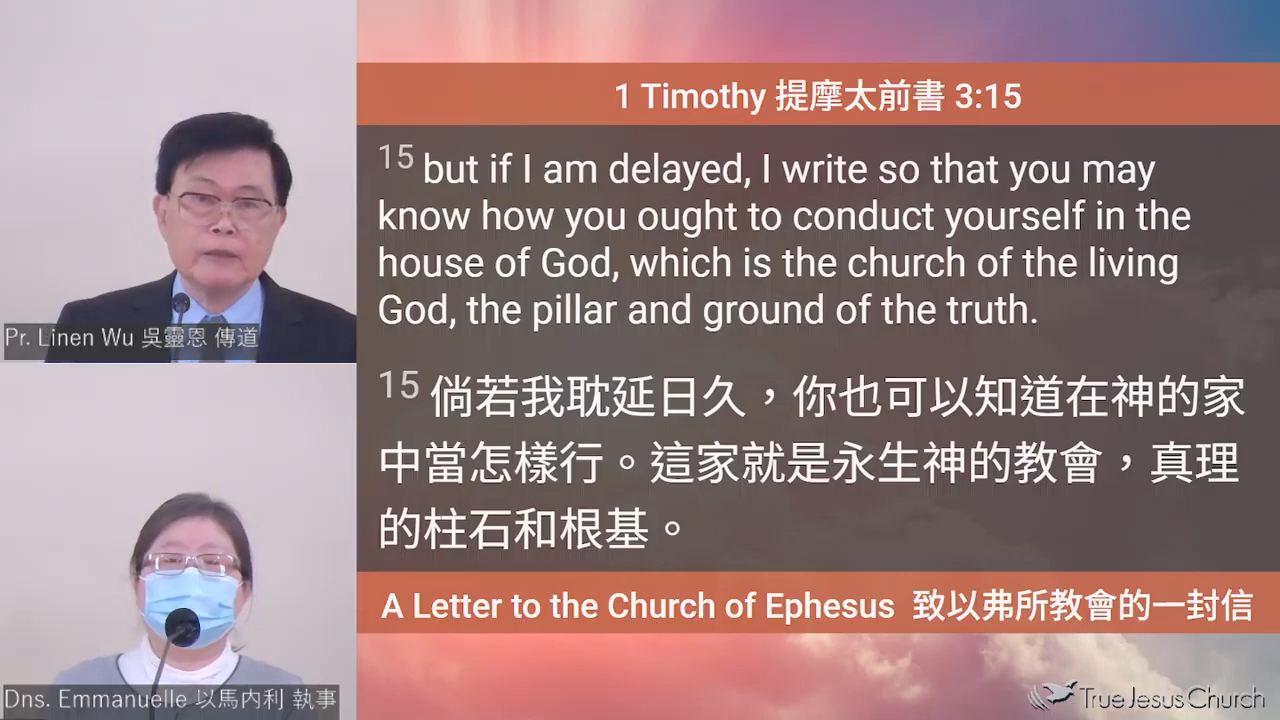 1 Timothy 提摩太前書 3:15
15 but if I am delayed, I write so that you may
know how you ought to conduct yourself in the
house of God, which is the church of the living
God, the pillar and ground of the truth.
15 倘若我耽延日久，你也可以知道在神的家
中當怎樣行。這家就是永生神的教會，真理
的柱石和根基。
A Letter to the Church of Ephesus 致以弗所教會的一封信
Pr. Linen Wu 吳靈恩 傳道
Dns. Emmanuelle 以馬內利 執事
True Jesus Church